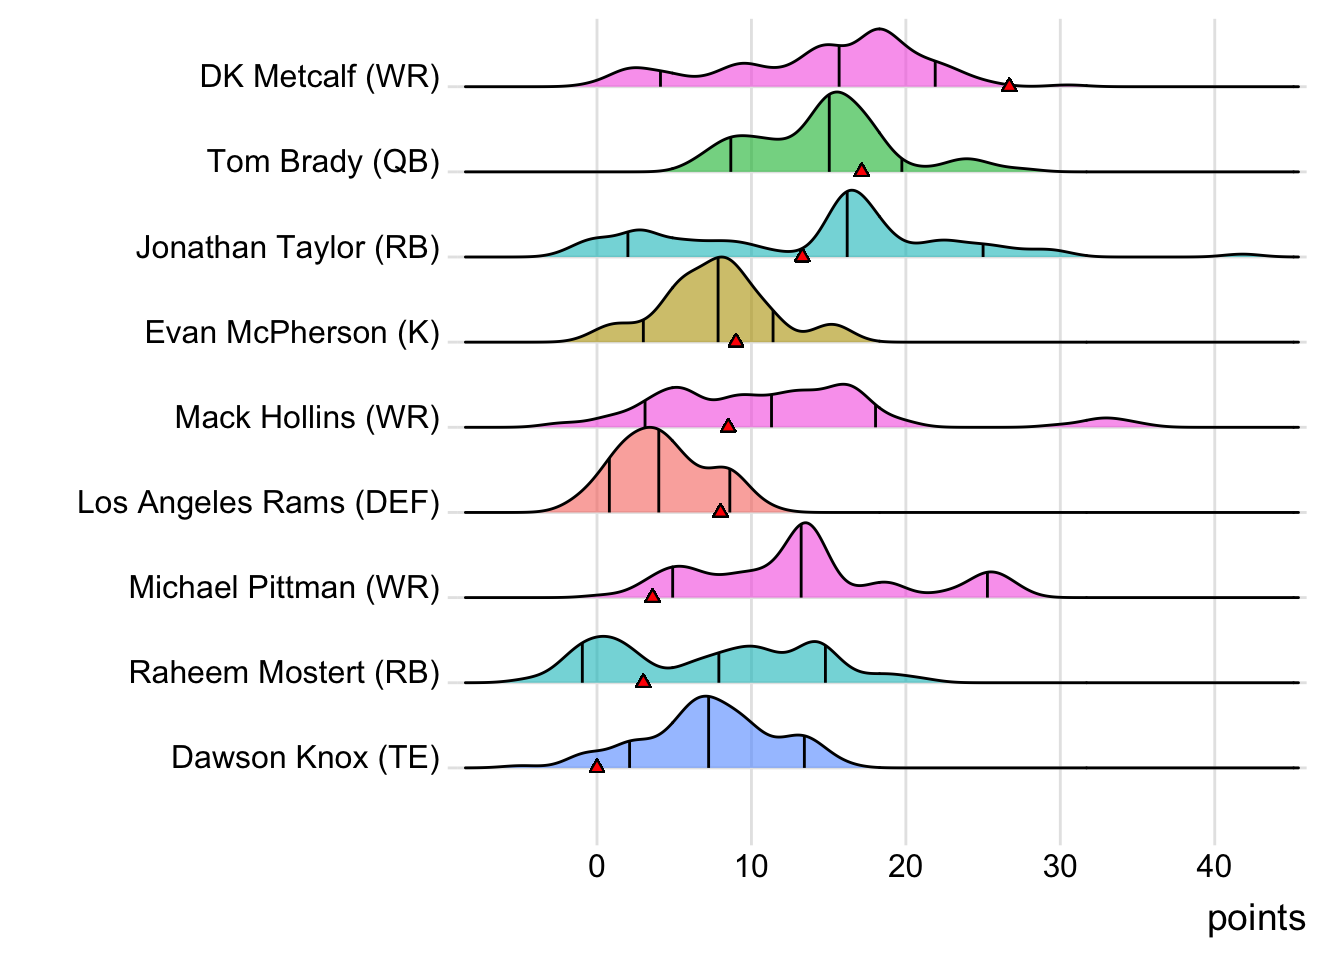 DK Metcalf (WR)
Tom Brady (QB)
Jonathan Taylor (RB)
Evan McPherson (K)
Mack Hollins (WR)
Los Angeles Rams (DEF)
Michael Pittman (WR)
Raheem Mostert (RB)
Dawson Knox (TE)
0 10 20 30 40
points